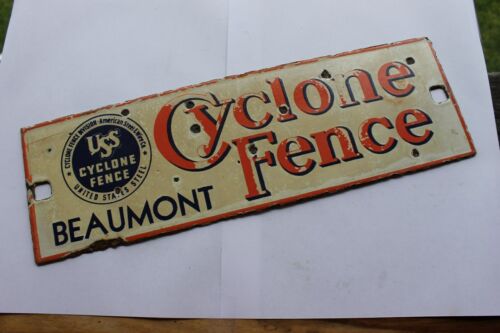 CYCLONE FENCE DIVISION · American Steel & Wire Co.
USS
CYCLONE
FENCE
UNITED STATES STEEL
Cyclone
Fence
BEAUMONT